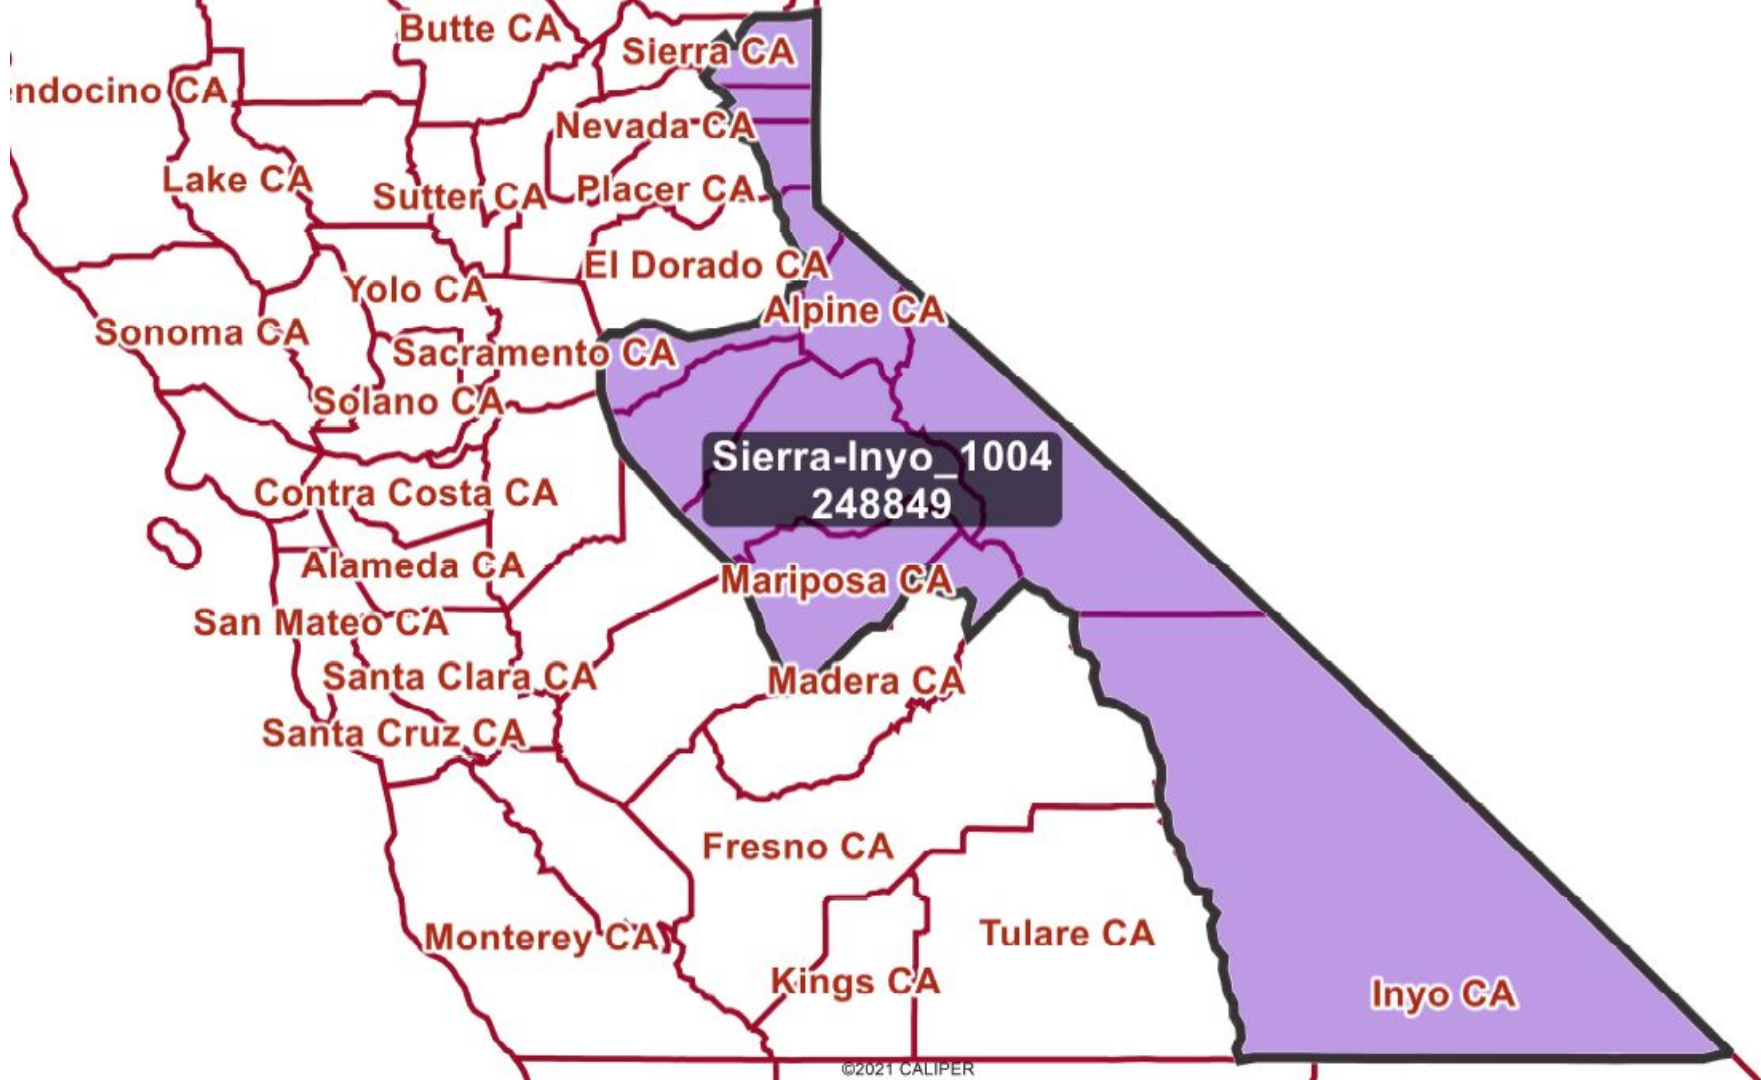 Butte CA
Sierra CA
ndocino CA
Nevada CA
Lake CA
Sutter CA
Placer CA
El Dorado CA
Yolo CA
Alpine CA
Sonoma CA
Sacramento CA
Solano CA
Sierra-Inyo_1004
248849
Contra Costa CA
Alameda CA
Mariposa CA
San Mateo CA
Santa Clara CA
Madera CA
Santa Cruz CA
Fresno CA
Monterey CA
Tulare CA
Kings CA
Inyo CA
©2021 CALIPER